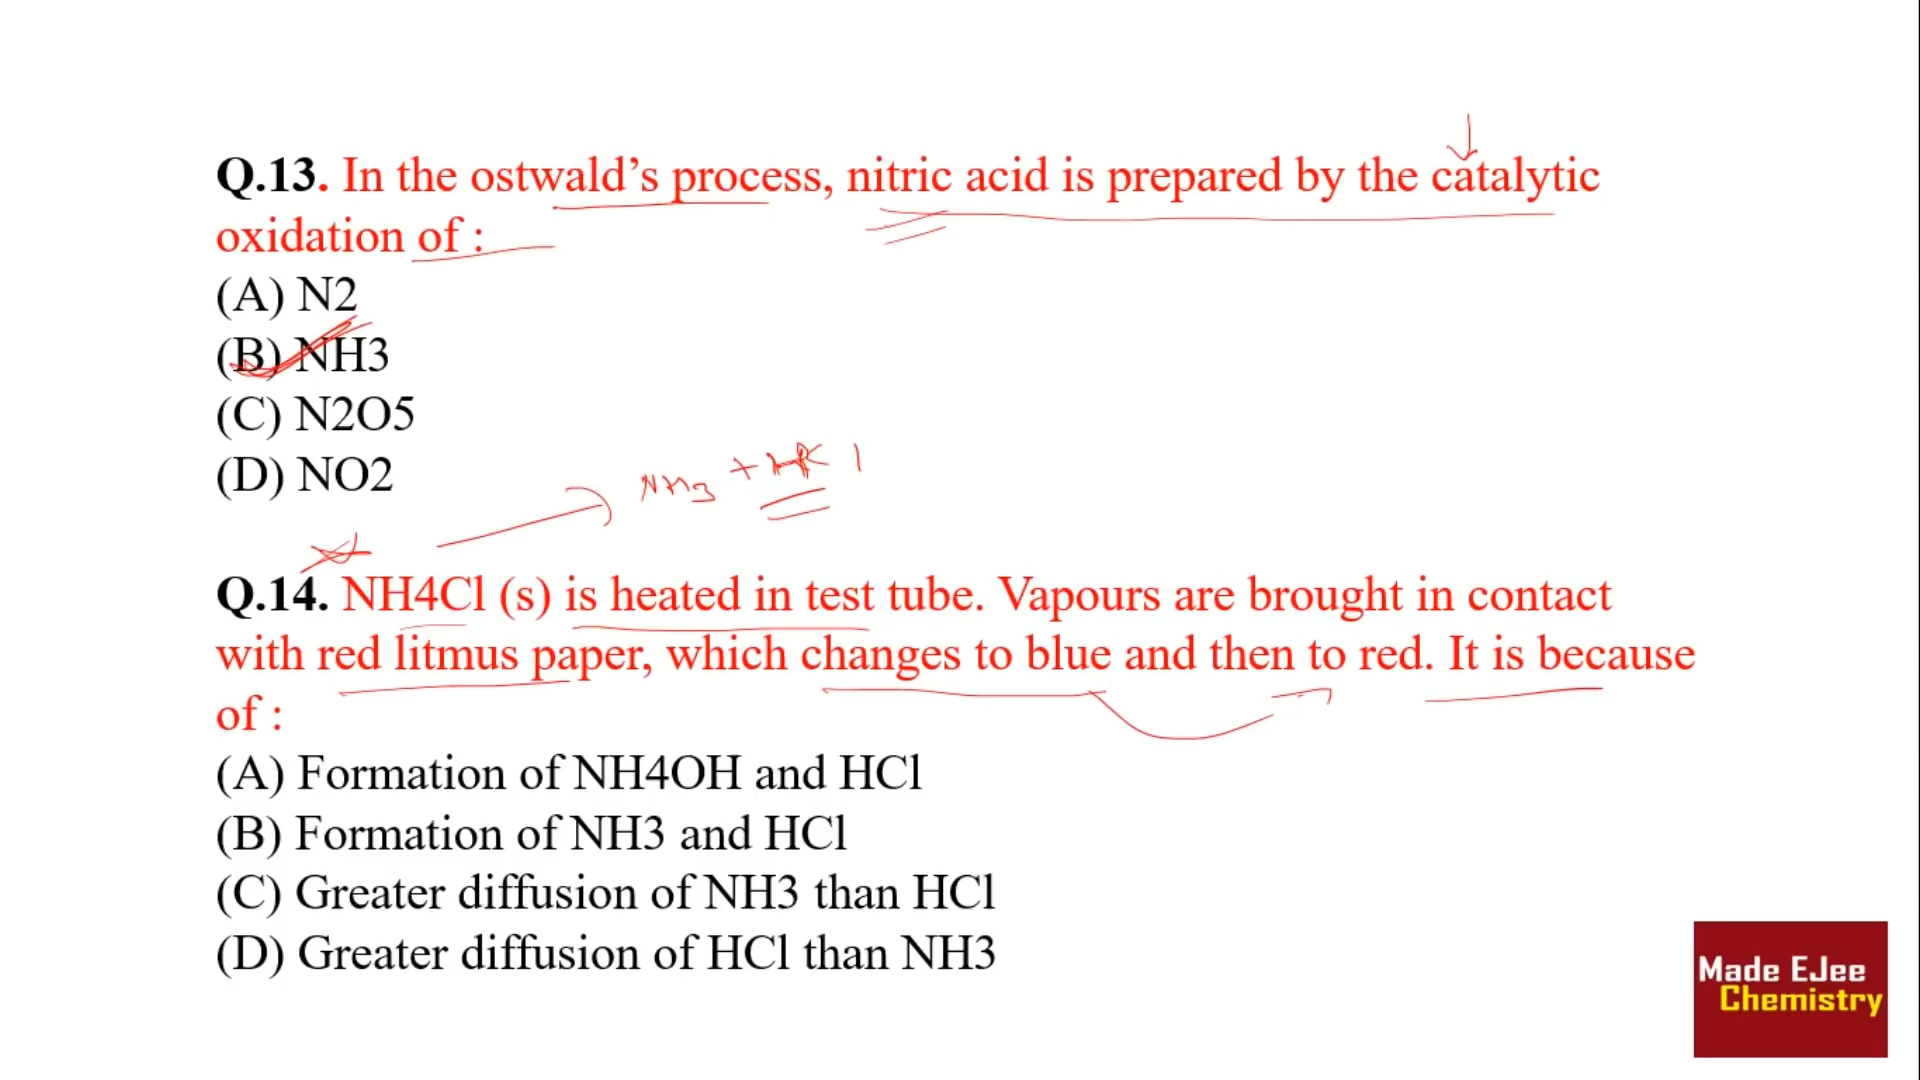 Q.13. In the ostwald’s process, nitric acid is prepared by the catalytic
oxidation of :
(A) N2
(B) NH3
(C) N2O5
(D) NO2
NH3 +
Q.14. NH4Cl (s) is heated in test tube. Vapours are brought in contact
with red litmus paper, which changes to blue and then to red. It is because
of :
(A) Formation of NH4OH and HCl
(B) Formation of NH3 and HCl
(C) Greater diffusion of NH3 than HCl
(D) Greater diffusion of HCl than NH3
Made EJee
Chemistry